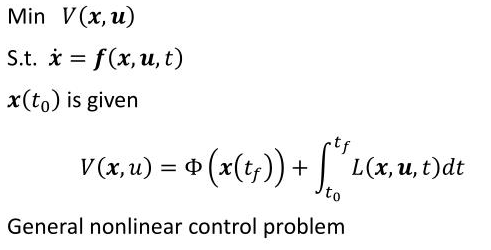 Min V(𝒙, 𝒖)
S.t. 𝒙̇ = 𝒇(𝒙, 𝒖, 𝑡)
𝒙(𝑡₀) is given
𝑉(𝒙, 𝑢) = Φ(𝒙(𝑡_𝑓)) + ∫_{𝑡₀}^{𝑡_𝑓} 𝐿(𝒙, 𝒖, 𝑡)𝑑𝑡
General nonlinear control problem